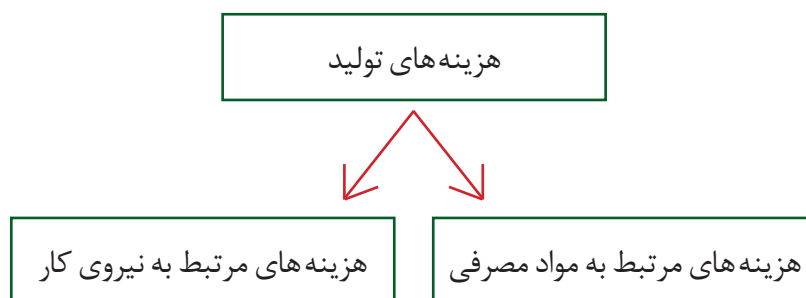 هزینه‌های تولید
هزینه‌های مرتبط به مواد مصرفی
هزینه‌های مرتبط به نیروی کار